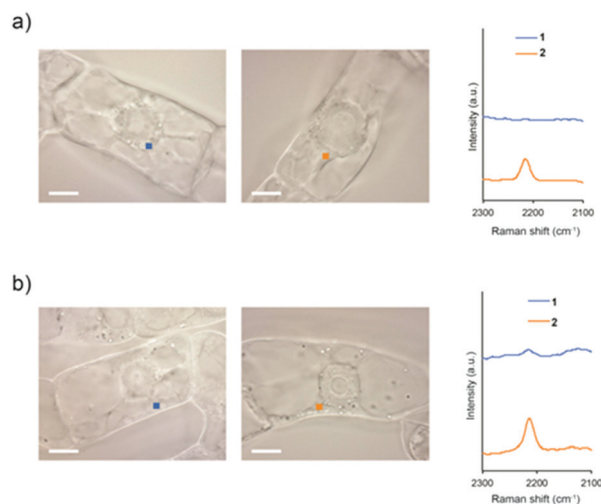 a)
1
2
Intensity (a.u.)
2300 2200 2100
Raman shift (cm⁻¹)
b)
1
2
Intensity (a.u.)
2300 2200 2100
Raman shift (cm⁻¹)